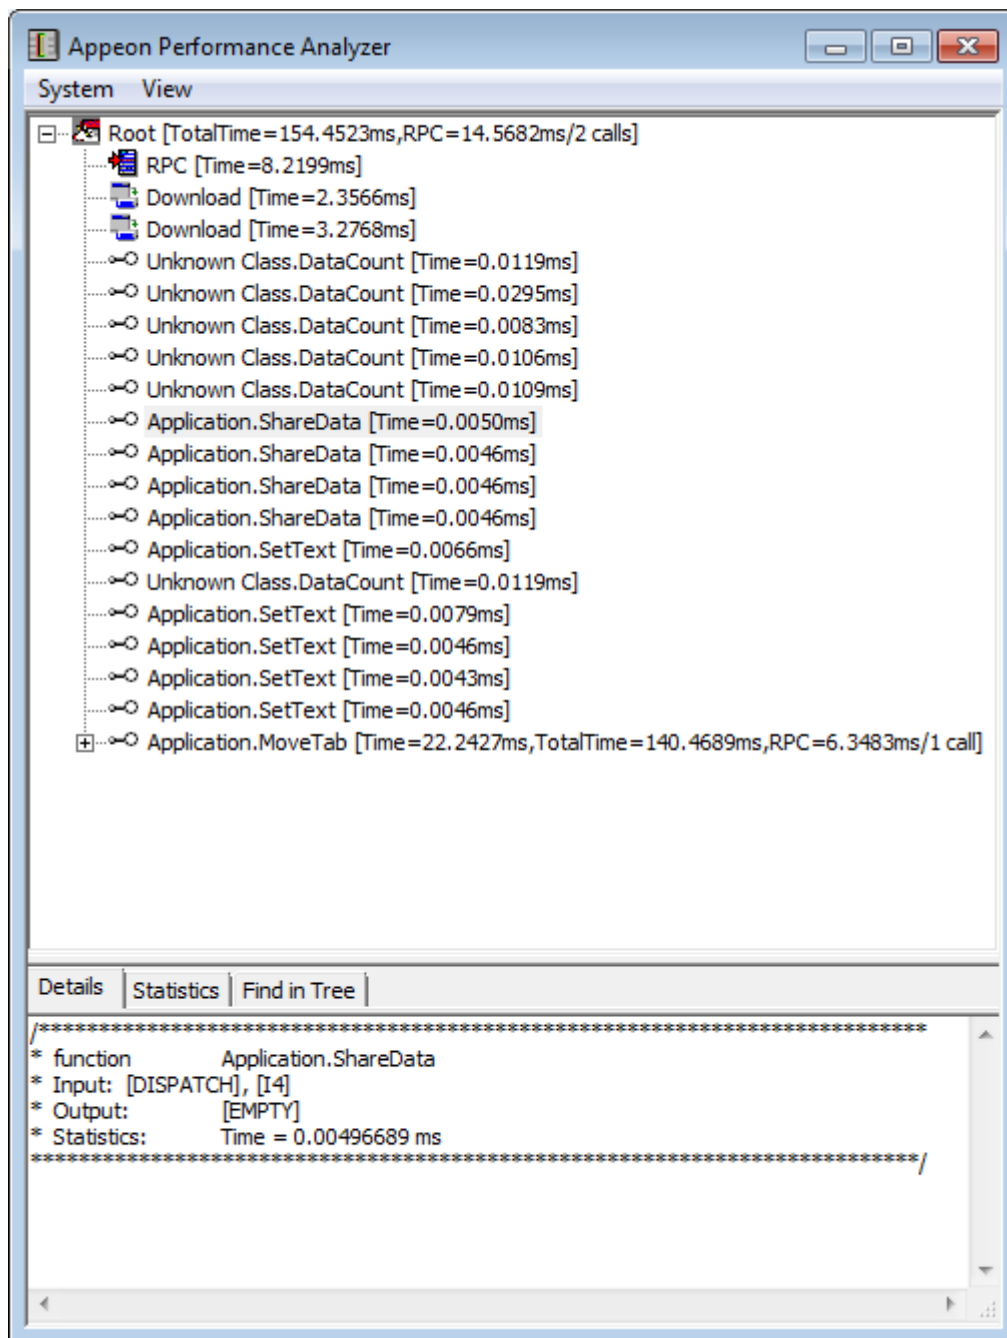 Appeon Performance Analyzer
System View
Root [TotalTime=154.4523ms,RPC=14.5682ms/2 calls]
RPC [Time=8.2199ms]
Download [Time=2.3566ms]
Download [Time=3.2768ms]
Unknown Class.DataCount [Time=0.0119ms]
Unknown Class.DataCount [Time=0.0295ms]
Unknown Class.DataCount [Time=0.0083ms]
Unknown Class.DataCount [Time=0.0106ms]
Unknown Class.DataCount [Time=0.0109ms]
Application.ShareData [Time=0.0050ms]
Application.ShareData [Time=0.0046ms]
Application.ShareData [Time=0.0046ms]
Application.ShareData [Time=0.0046ms]
Application.SetText [Time=0.0066ms]
Unknown Class.DataCount [Time=0.0119ms]
Application.SetText [Time=0.0079ms]
Application.SetText [Time=0.0046ms]
Application.SetText [Time=0.0043ms]
Application.SetText [Time=0.0046ms]
Application.MoveTab [Time=22.2427ms,TotalTime=140.4689ms,RPC=6.3483ms/1 call]
Details Statistics Find in Tree
/**************************************************************************
* function Application.ShareData
* Input: [DISPATCH], [I4]
* Output: [EMPTY]
* Statistics: Time = 0.00496689 ms
**************************************************************************/